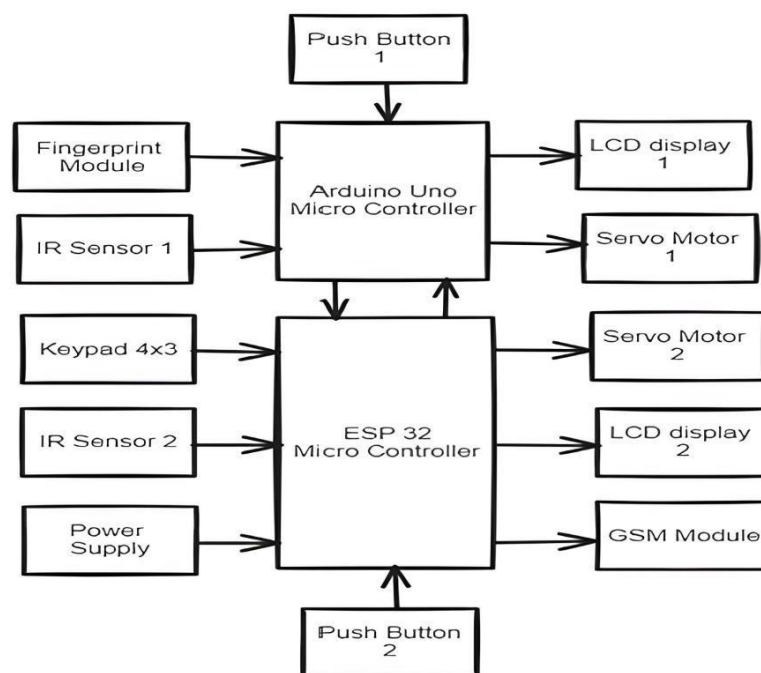 Push Button
1
Fingerprint
Module
Arduino Uno
Micro Controller
LCD display
1
IR Sensor 1
Servo Motor
1
Keypad 4x3
Servo Motor
2
IR Sensor 2
ESP 32
Micro Controller
LCD display
2
Power
Supply
GSM Module
Push Button
2